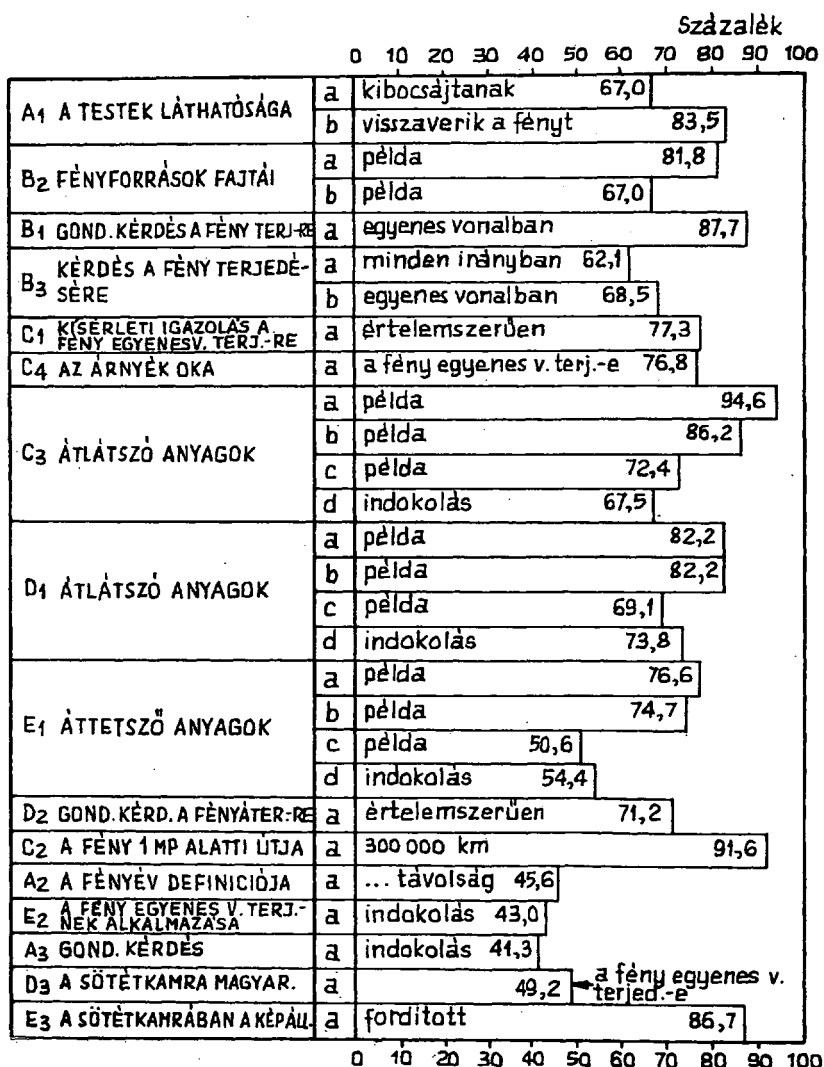 Százalék
0 10 20 30 40 50 60 70 80 90 100
A1 A TESTEK LÁTHATÓSÁGA
a kibocsájtanak 67,0
b visszaverik a fényt 83,5
B2 FÉNYFORRÁSOK FAJTÁI
a példa 81,8
b példa 67,0
B1 GOND. KÉRDÉS A FÉNY TERJ-RE a egyenes vonalban 87,7
B3 KÉRDÉS A FÉNY TERJEDÉ-
SÉRE
a minden irányban 62,1
b egyenes vonalban 68,5
C1 KÍSÉRLETI IGAZOLÁS A
FÉNY EGYENESV. TERJ.-RE
a értelemszerűen 77,3
C4 AZ ÁRNYÉK OKA a a fény egyenes v. terj.-e 76,8
C3 ÁTLÁTSZÓ ANYAGOK
a példa 94,6
b példa 86,2
c példa 72,4
d indokolás 67,5
D1 ÁTLÁTSZÓ ANYAGOK
a példa 82,2
b példa 82,2
c példa 69,1
d indokolás 73,8
E1 ÁTTETSZŐ ANYAGOK
a példa 76,6
b példa 74,7
c példa 50,6
d indokolás 54,4
D2 GOND. KÉRD. A FÉNYÁTER.-RE a értelemszerűen 71,2
C2 A FÉNY 1 MP ALATTI ÚTJA a 300 000 km 91,6
A2 A FÉNYÉV DEFINICIÓJA a ... távolság 45,6
E2 A FÉNY EGYENES V. TERJ.-
NEK ALKALMAZÁSA
a indokolás 43,0
A3 GOND. KÉRDÉS a indokolás 41,3
D3 A SÖTÉTKAMRA MAGYAR. a 49,2 a fény egyenes v.
terjed.-e
E3 A SÖTÉTKAMRÁBAN A KÉP ÁLL. a fordított 86,7
0 10 20 30 40 50 60 70 80 90 100